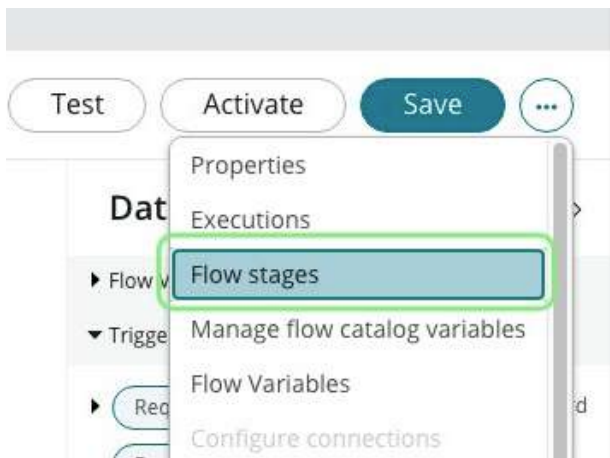 Test Activate Save
Properties
Dat
Executions
Flow stages
Flow
Manage flow catalog variables
Trigge
Flow Variables
Req
Configure connections